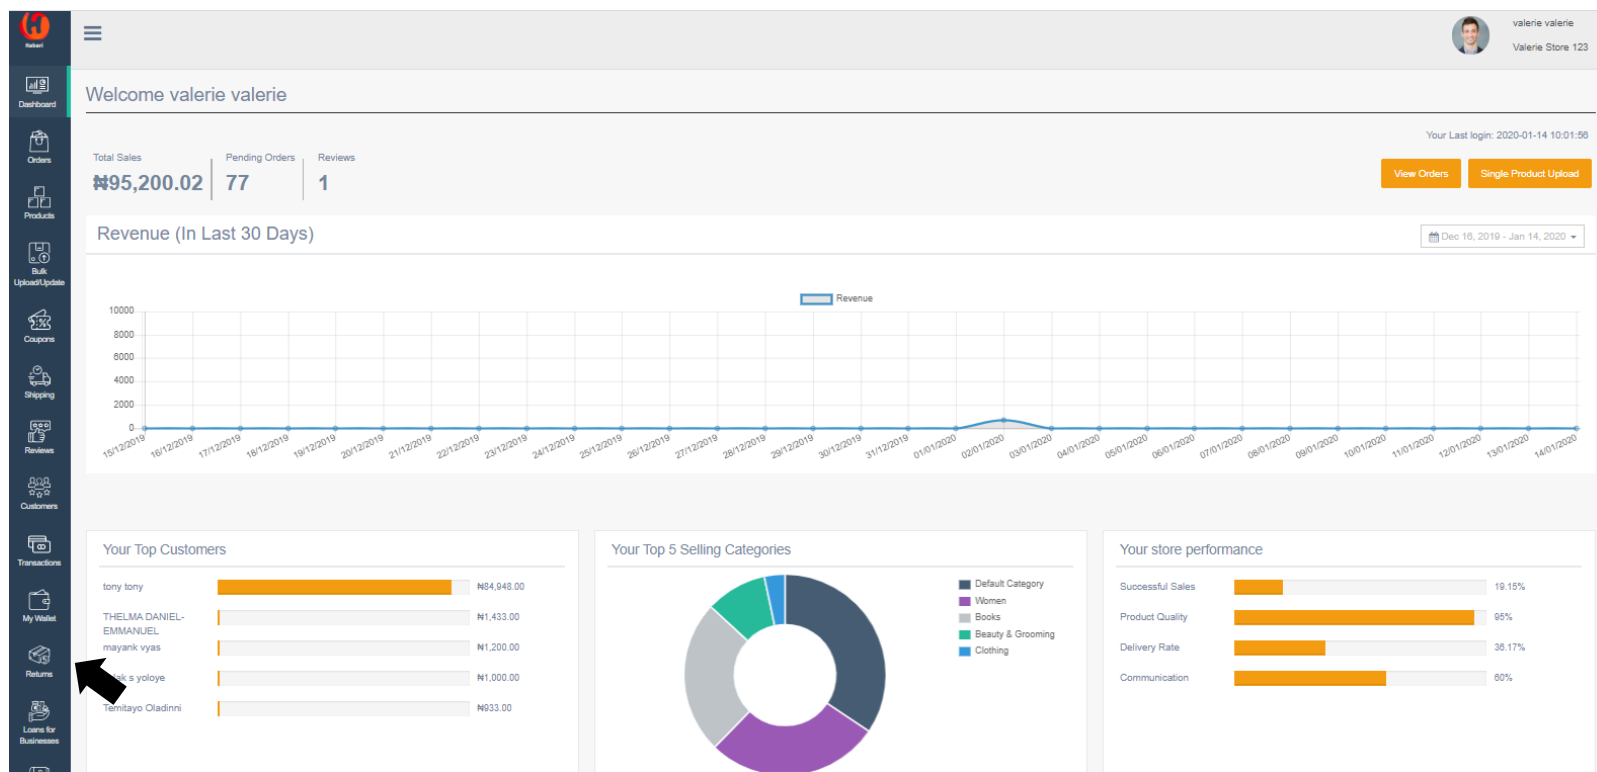 Habari
valerie valerie
Valerie Store 123
Dashboard
Orders
Products
Bulk
Upload/Update
Coupons
Shipping
Reviews
Customers
Transactions
My Wallet
Returns
Loans for
Businesses
Welcome valerie valerie
Your Last login: 2020-01-14 10:01:56
Total Sales
₦95,200.02
Pending Orders
77
Reviews
1
View Orders
Single Product Upload
Revenue (In Last 30 Days)
Dec 16, 2019 - Jan 14, 2020
Revenue
10000
8000
6000
4000
2000
0
15/12/2019
16/12/2019
17/12/2019
18/12/2019
19/12/2019
20/12/2019
21/12/2019
22/12/2019
23/12/2019
24/12/2019
25/12/2019
26/12/2019
27/12/2019
28/12/2019
29/12/2019
30/12/2019
31/12/2019
01/01/2020
02/01/2020
03/01/2020
04/01/2020
05/01/2020
06/01/2020
07/01/2020
08/01/2020
09/01/2020
10/01/2020
11/01/2020
12/01/2020
13/01/2020
14/01/2020
Your Top Customers
tony tony ₦84,948.00
THELMA DANIEL- ₦1,433.00
EMMANUEL
mayank vyas ₦1,200.00
s yoloye ₦1,000.00
Temitayo Oladinni ₦933.00
Your Top 5 Selling Categories
Default Category
Women
Books
Beauty & Grooming
Clothing
Your store performance
Successful Sales 19.15%
Product Quality 95%
Delivery Rate 36.17%
Communication 60%